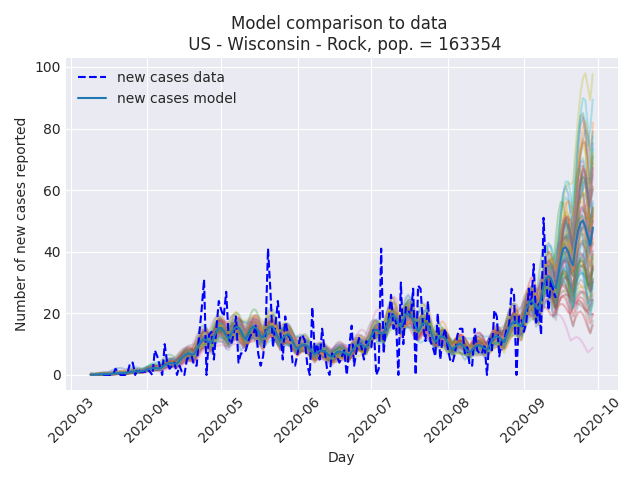 Model comparison to data
US - Wisconsin - Rock, pop. = 163354
new cases data
new cases model
Number of new cases reported
100
80
60
40
20
0
2020-03
2020-04
2020-05
2020-06
2020-07
2020-08
2020-09
2020-10
Day